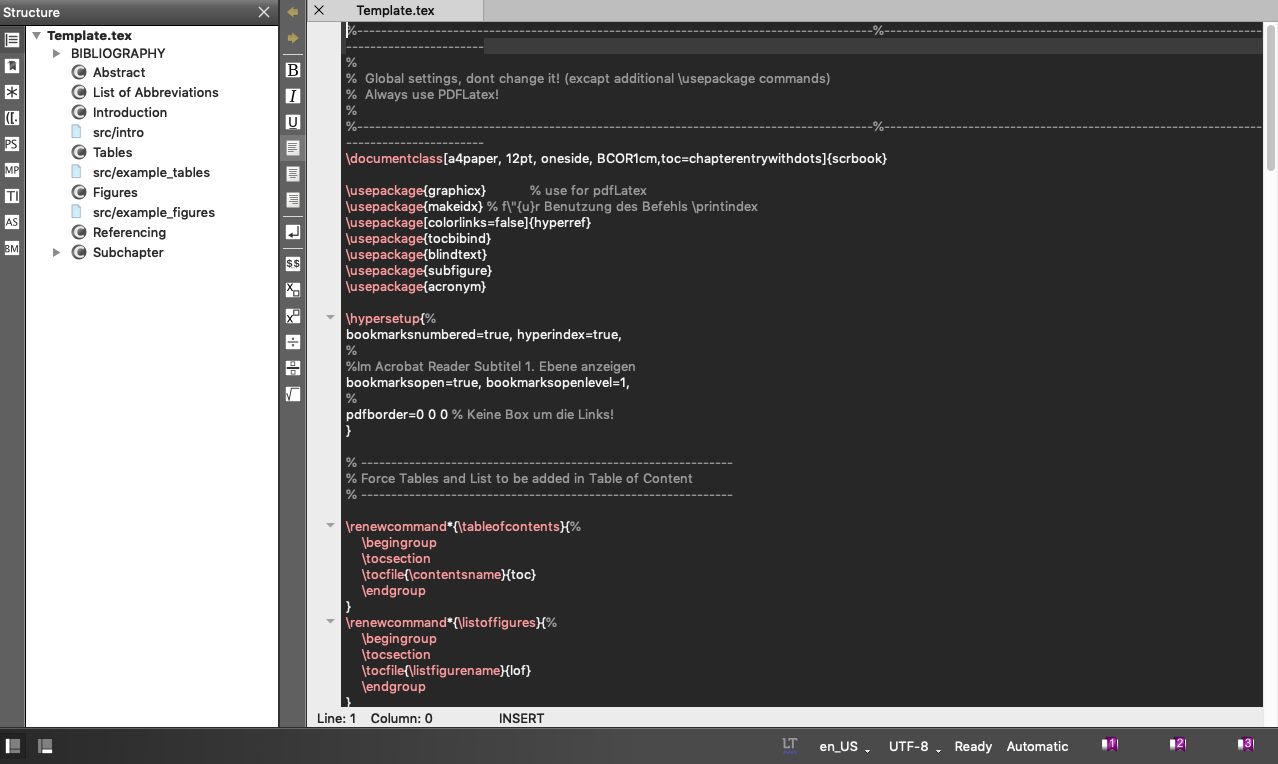 Structure
Template.tex
Template.tex
BIBLIOGRAPHY
Abstract
List of Abbreviations
Introduction
src/intro
Tables
src/example_tables
Figures
src/example_figures
Referencing
Subchapter
PS
MP
TI
AS
BM
B
I
U
$$
%--------------------------------------------------------------------------------------%---------------------------------------------------------------
-----------------------
%
%  Global settings, dont change it! (excapt additional \usepackage commands)
%  Always use PDFLatex!
%
%--------------------------------------------------------------------------------------%---------------------------------------------------------------
-----------------------
\documentclass[a4paper, 12pt, oneside, BCOR1cm,toc=chapterentrywithdots]{scrbook}
\usepackage{graphicx}          % use for pdfLatex
\usepackage{makeidx} % f\"{u}r Benutzung des Befehls \printindex
\usepackage[colorlinks=false]{hyperref}
\usepackage{tocbibind}
\usepackage{blindtext}
\usepackage{subfigure}
\usepackage{acronym}
\hypersetup{%
bookmarksnumbered=true, hyperindex=true,
%
%Im Acrobat Reader Subtitel 1. Ebene anzeigen
bookmarksopen=true, bookmarksopenlevel=1,
%
pdfborder=0 0 0 % Keine Box um die Links!
}
% --------------------------------------------------------------
% Force Tables and List to be added in Table of Content
% --------------------------------------------------------------
\renewcommand*{\tableofcontents}{%
\begingroup
\tocsection
\tocfile{\contentsname}{toc}
\endgroup
}
\renewcommand*{\listoffigures}{%
\begingroup
\tocsection
\tocfile{\listfigurename}{lof}
\endgroup
}
Line: 1    Column: 0    INSERT
LT    en_US    UTF-8    Ready    Automatic    1    2    3